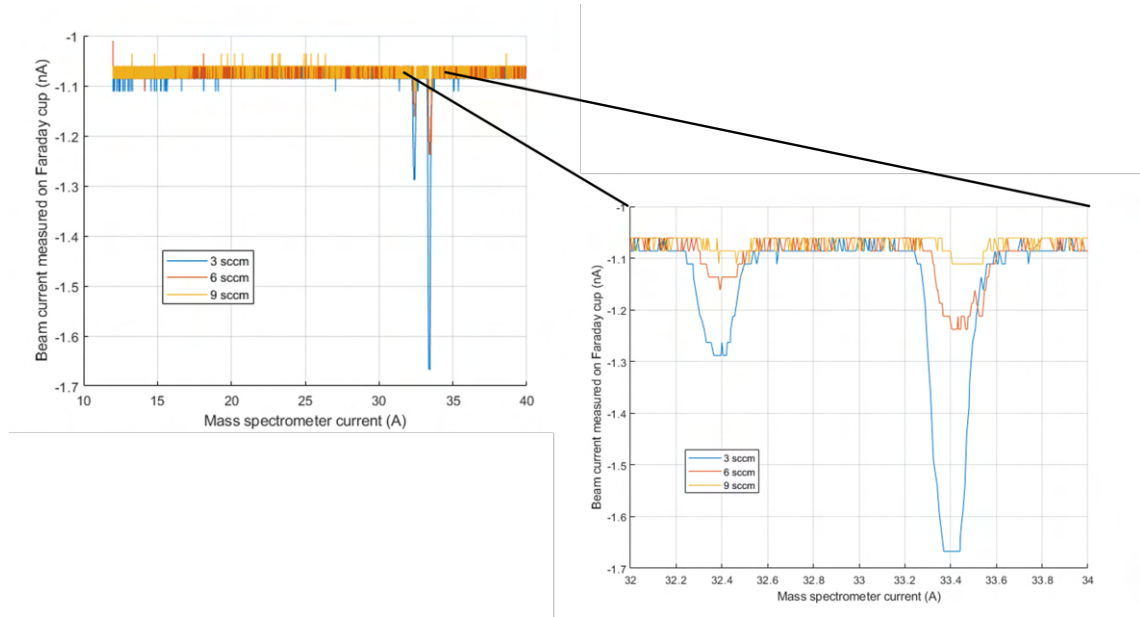 Beam current measured on Faraday cup (nA)
-1
-1.1
-1.2
-1.3
-1.4
-1.5
-1.6
-1.7
3 sccm
6 sccm
9 sccm
10 15 20 25 30 35 40
Mass spectrometer current (A)
Beam current measured on Faraday cup (nA)
-1
-1.1
-1.2
-1.3
-1.4
-1.5
-1.6
-1.7
3 sccm
6 sccm
9 sccm
32 32.2 32.4 32.6 32.8 33 33.2 33.4 33.6 33.8 34
Mass spectrometer current (A)